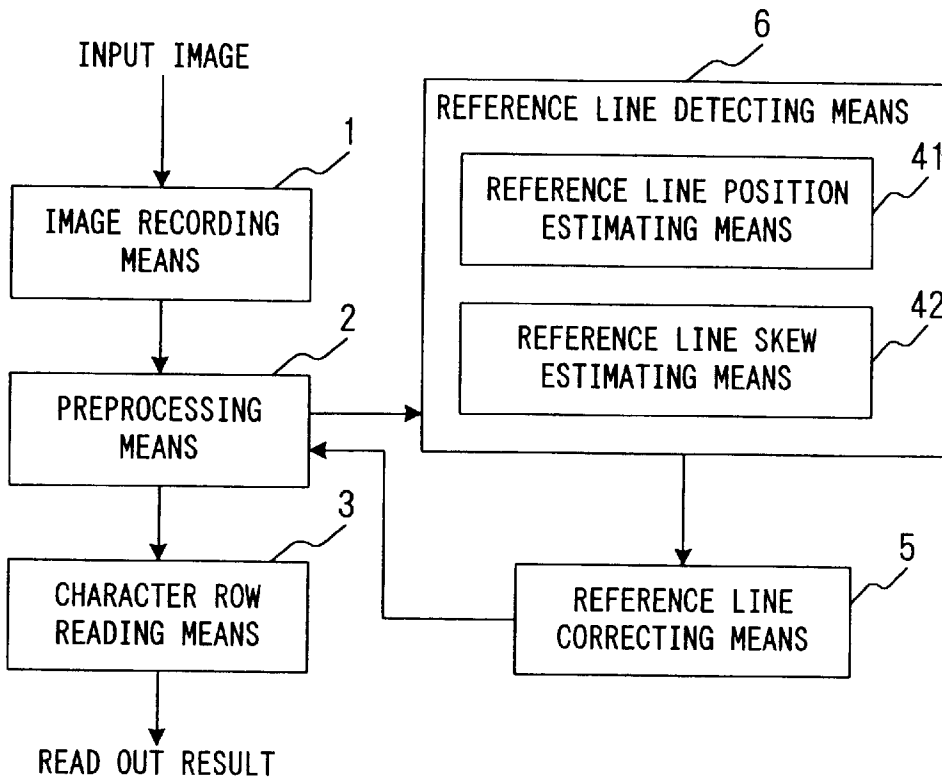 INPUT IMAGE
1
IMAGE RECORDING
MEANS
2
PREPROCESSING
MEANS
3
CHARACTER ROW
READING MEANS
READ OUT RESULT
6
REFERENCE LINE DETECTING MEANS
41
REFERENCE LINE POSITION
ESTIMATING MEANS
42
REFERENCE LINE SKEW
ESTIMATING MEANS
5
REFERENCE LINE
CORRECTING MEANS